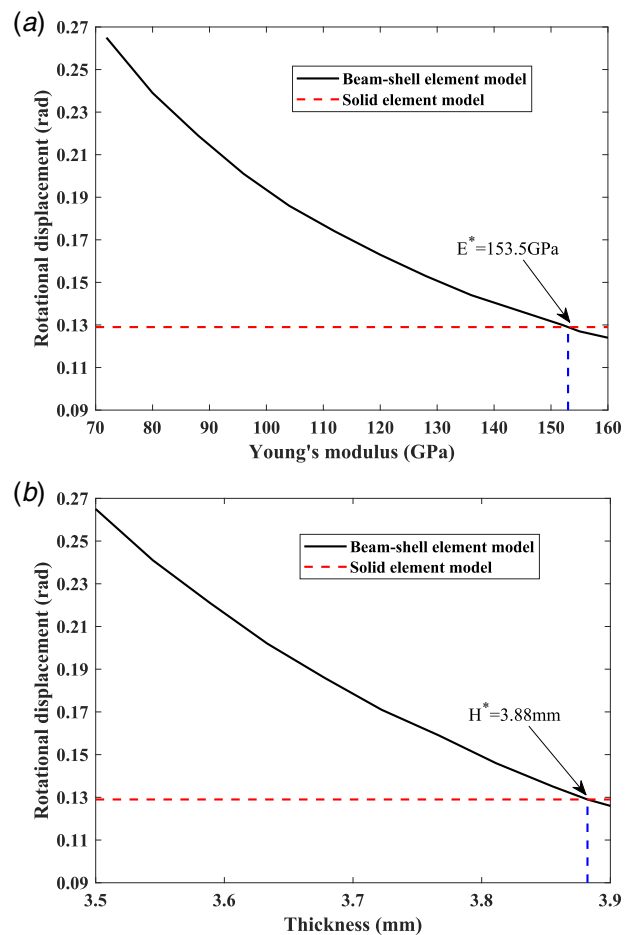 (a)
0.27
0.25
0.23
0.21
0.19
0.17
0.15
0.13
0.11
0.09
Rotational displacement (rad)
Beam-shell element model
Solid element model
E*=153.5GPa
70 80 90 100 110 120 130 140 150 160
Young's modulus (GPa)
(b)
0.27
0.25
0.23
0.21
0.19
0.17
0.15
0.13
0.11
0.09
Rotational displacement (rad)
Beam-shell element model
Solid element model
H*=3.88mm
3.5 3.6 3.7 3.8 3.9
Thickness (mm)